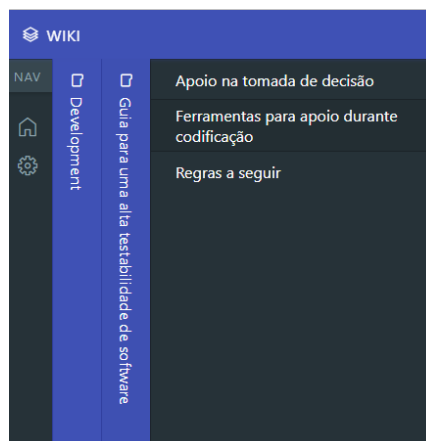 WIKI
NAV
Development
Guia para uma alta testabilidade de software
Apoio na tomada de decisão
Ferramentas para apoio durante
codificação
Regras a seguir